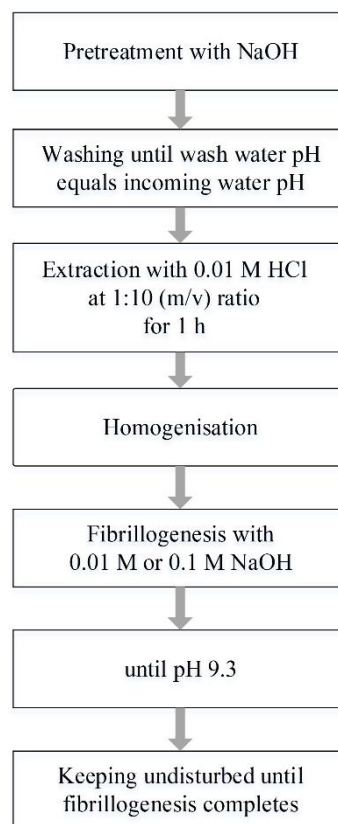 Pretreatment with NaOH
Washing until wash water pH
equals incoming water pH
Extraction with 0.01 M HCl
at 1:10 (m/v) ratio
for 1 h
Homogenisation
Fibrillogenesis with
0.01 M or 0.1 M NaOH
until pH 9.3
Keeping undisturbed until
fibrillogenesis completes